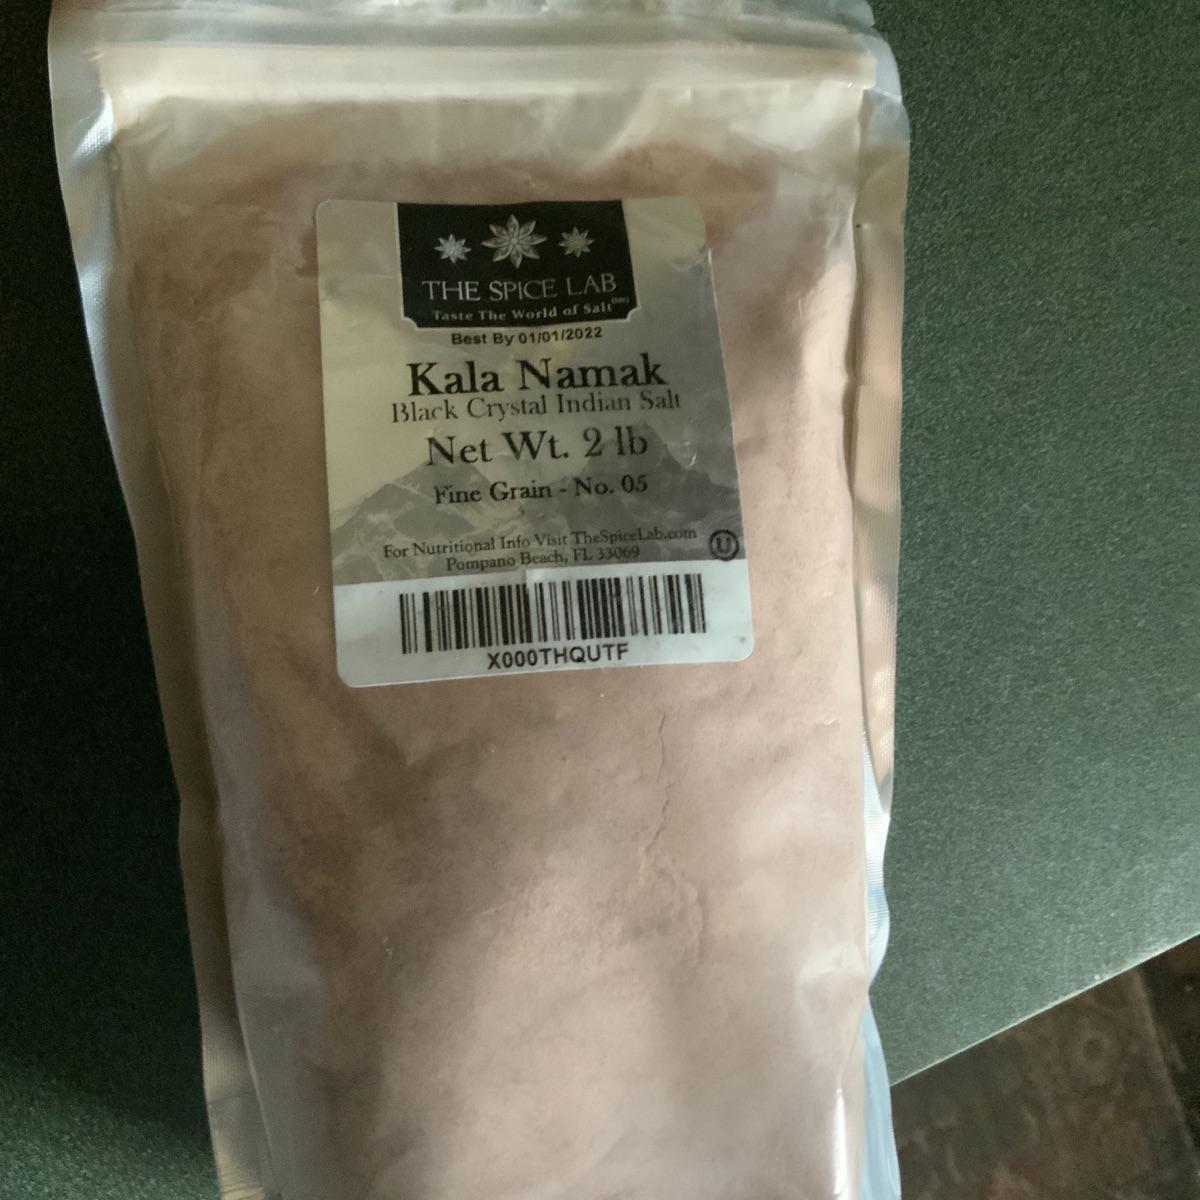 THE SPICE LAB
Taste The World of Salt(tm)
Best By 01/01/2022
Kala Namak
Black Crystal Indian Salt
Net Wt. 2 lb
Fine Grain - No. 05
For Nutritional Info Visit TheSpiceLab.com
Pompano Beach, FL 33069
U
X000THQUTF